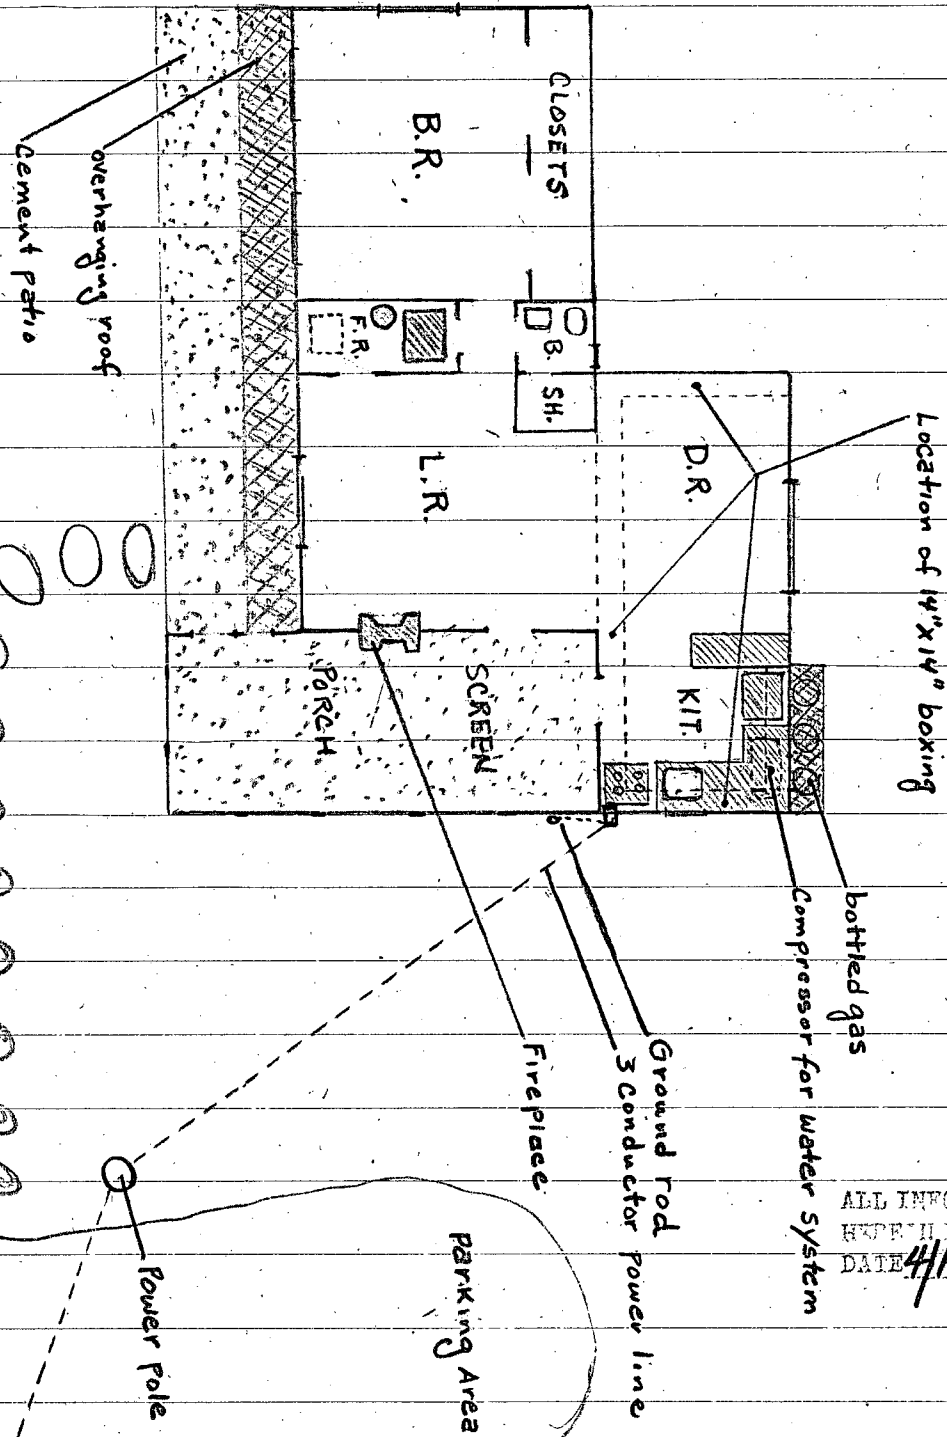 Location of 14"x14" boxing
bottled gas
Compressor for water system
CLOSETS
B.R.
B.
SH.
F.R.
D.R.
L.R.
KIT.
SCREEN
PORCH
Ground rod
3 conductor power line
Fireplace
overhanging roof
Cement patio
parking Area
Power Pole
ALL
DATE